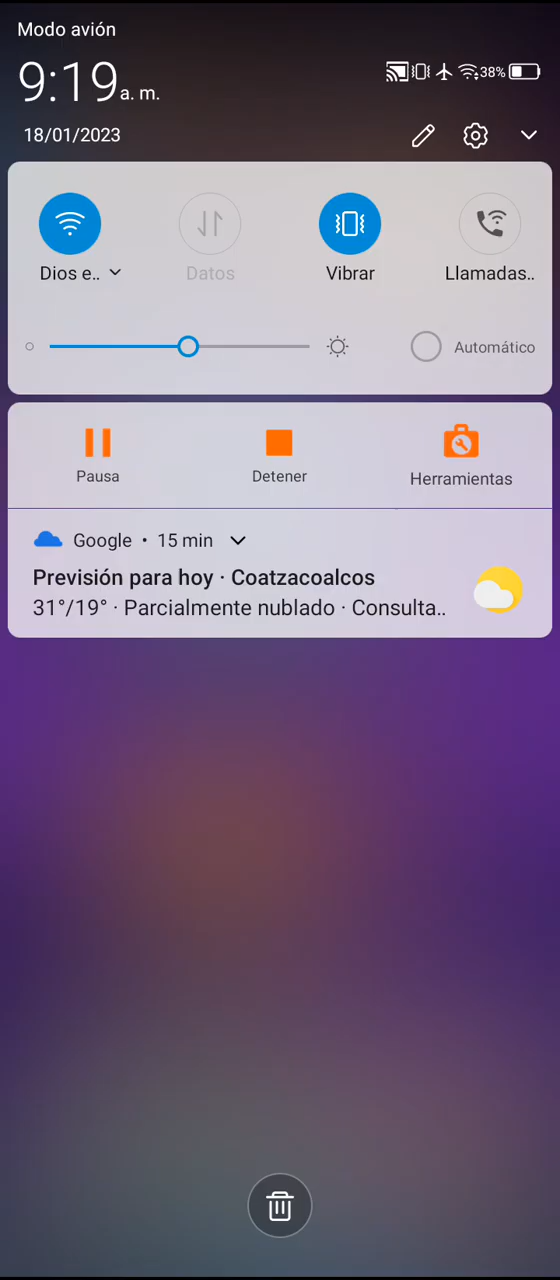 Modo avión
9:19 a. m.
38%
18/01/2023
Dios e..
Datos
Vibrar
Llamadas..
Automático
Pausa
Detener
Herramientas
Google • 15 min
Previsión para hoy · Coatzacoalcos
31°/19° · Parcialmente nublado · Consulta..